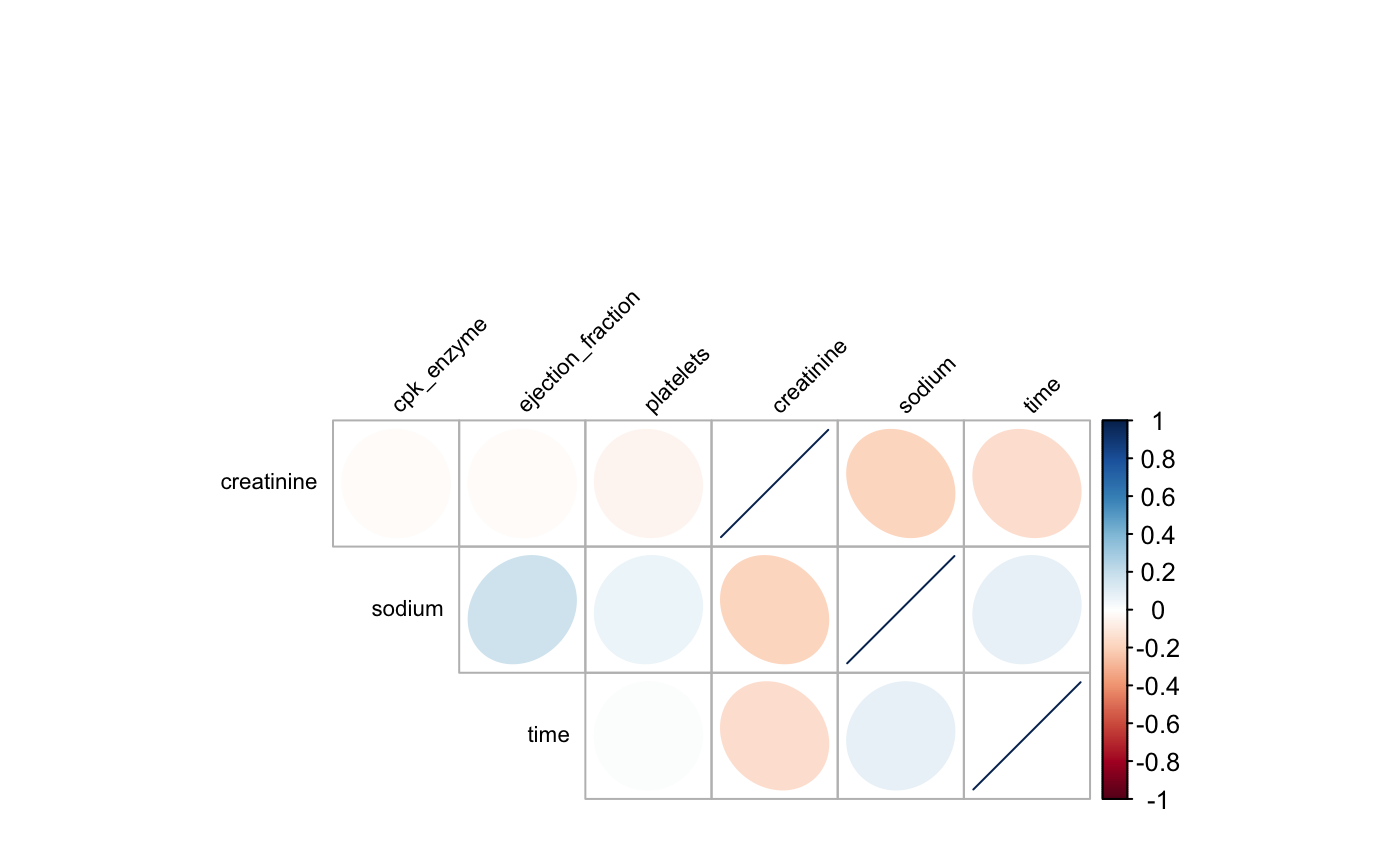 cpk_enzyme
ejection_fraction
platelets
creatinine
sodium
time
creatinine
sodium
time
1
0.8
0.6
0.4
0.2
0
-0.2
-0.4
-0.6
-0.8
-1